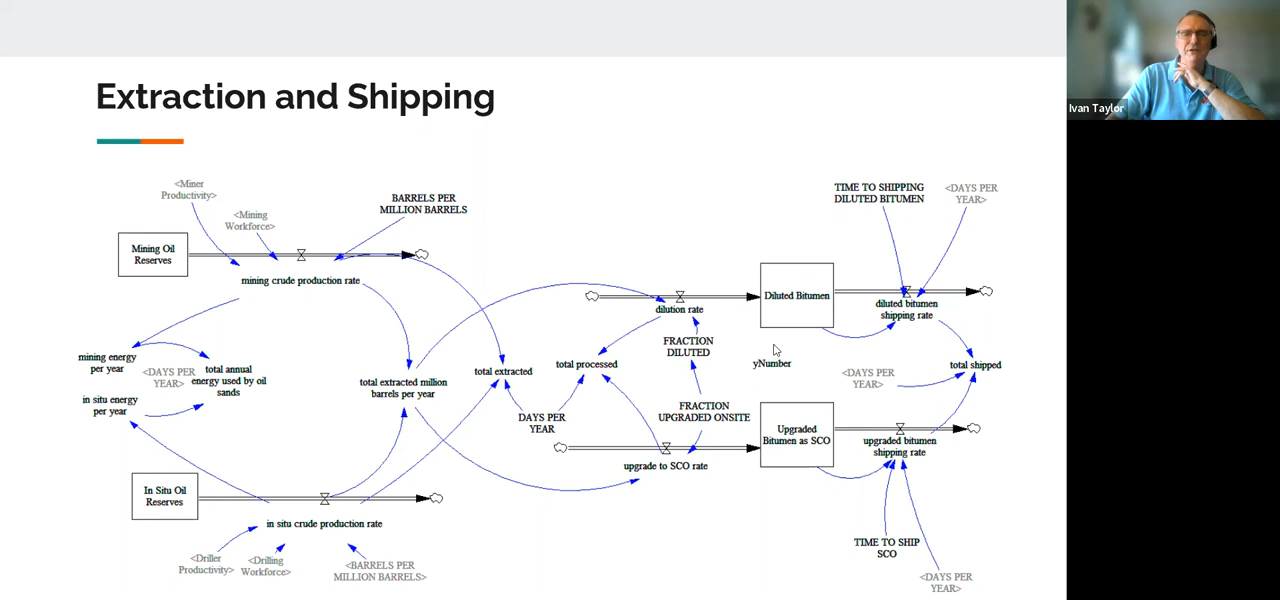 Extraction and Shipping
Ivan Taylor
<Miner
Productivity>
<Mining
Workforce>
BARRELS PER
MILLION BARRELS
TIME TO SHIPPING
DILUTED BITUMEN
<DAYS PER
YEAR>
Mining Oil
Reserves
mining crude production rate
Diluted Bitumen
dilution rate
diluted bitumen
shipping rate
FRACTION
DILUTED
yNumber
mining energy
per year
<DAYS PER
YEAR>
total annual
energy used by oil
sands
in situ energy
per year
total extracted million
barrels per year
total extracted
total processed
<DAYS PER
YEAR>
total shipped
DAYS PER
YEAR
FRACTION
UPGRADED ONSITE
Upgraded
Bitumen as SCO
upgraded bitumen
shipping rate
upgrade to SCO rate
In Situ Oil
Reserves
in situ crude production rate
<Driller
Productivity>
<Drilling
Workforce>
<BARRELS PER
MILLION BARRELS>
TIME TO SHIP
SCO
<DAYS PER
YEAR>